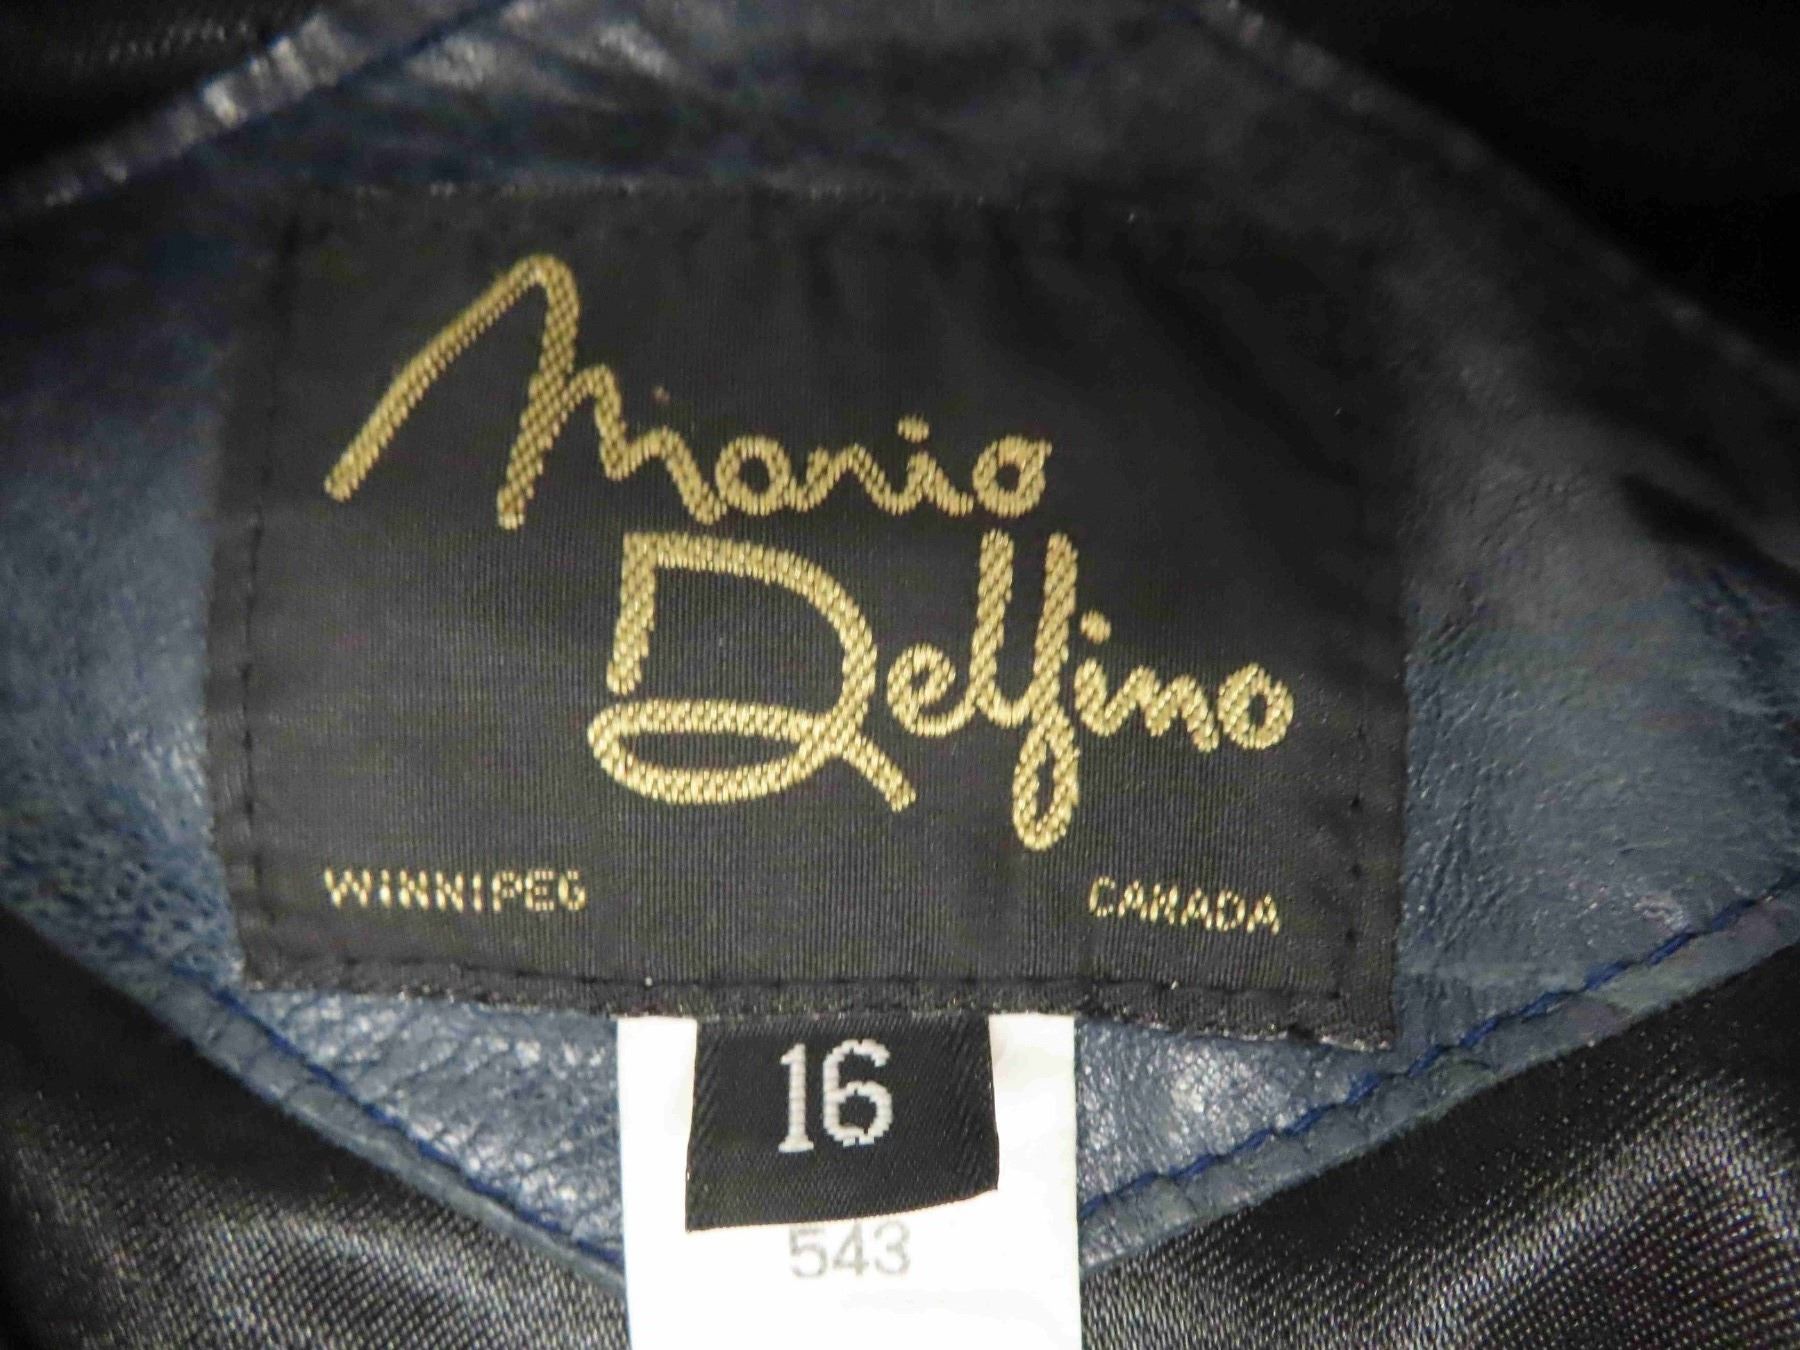 Mario
Delfino
WINNIPEG CANADA
16
543